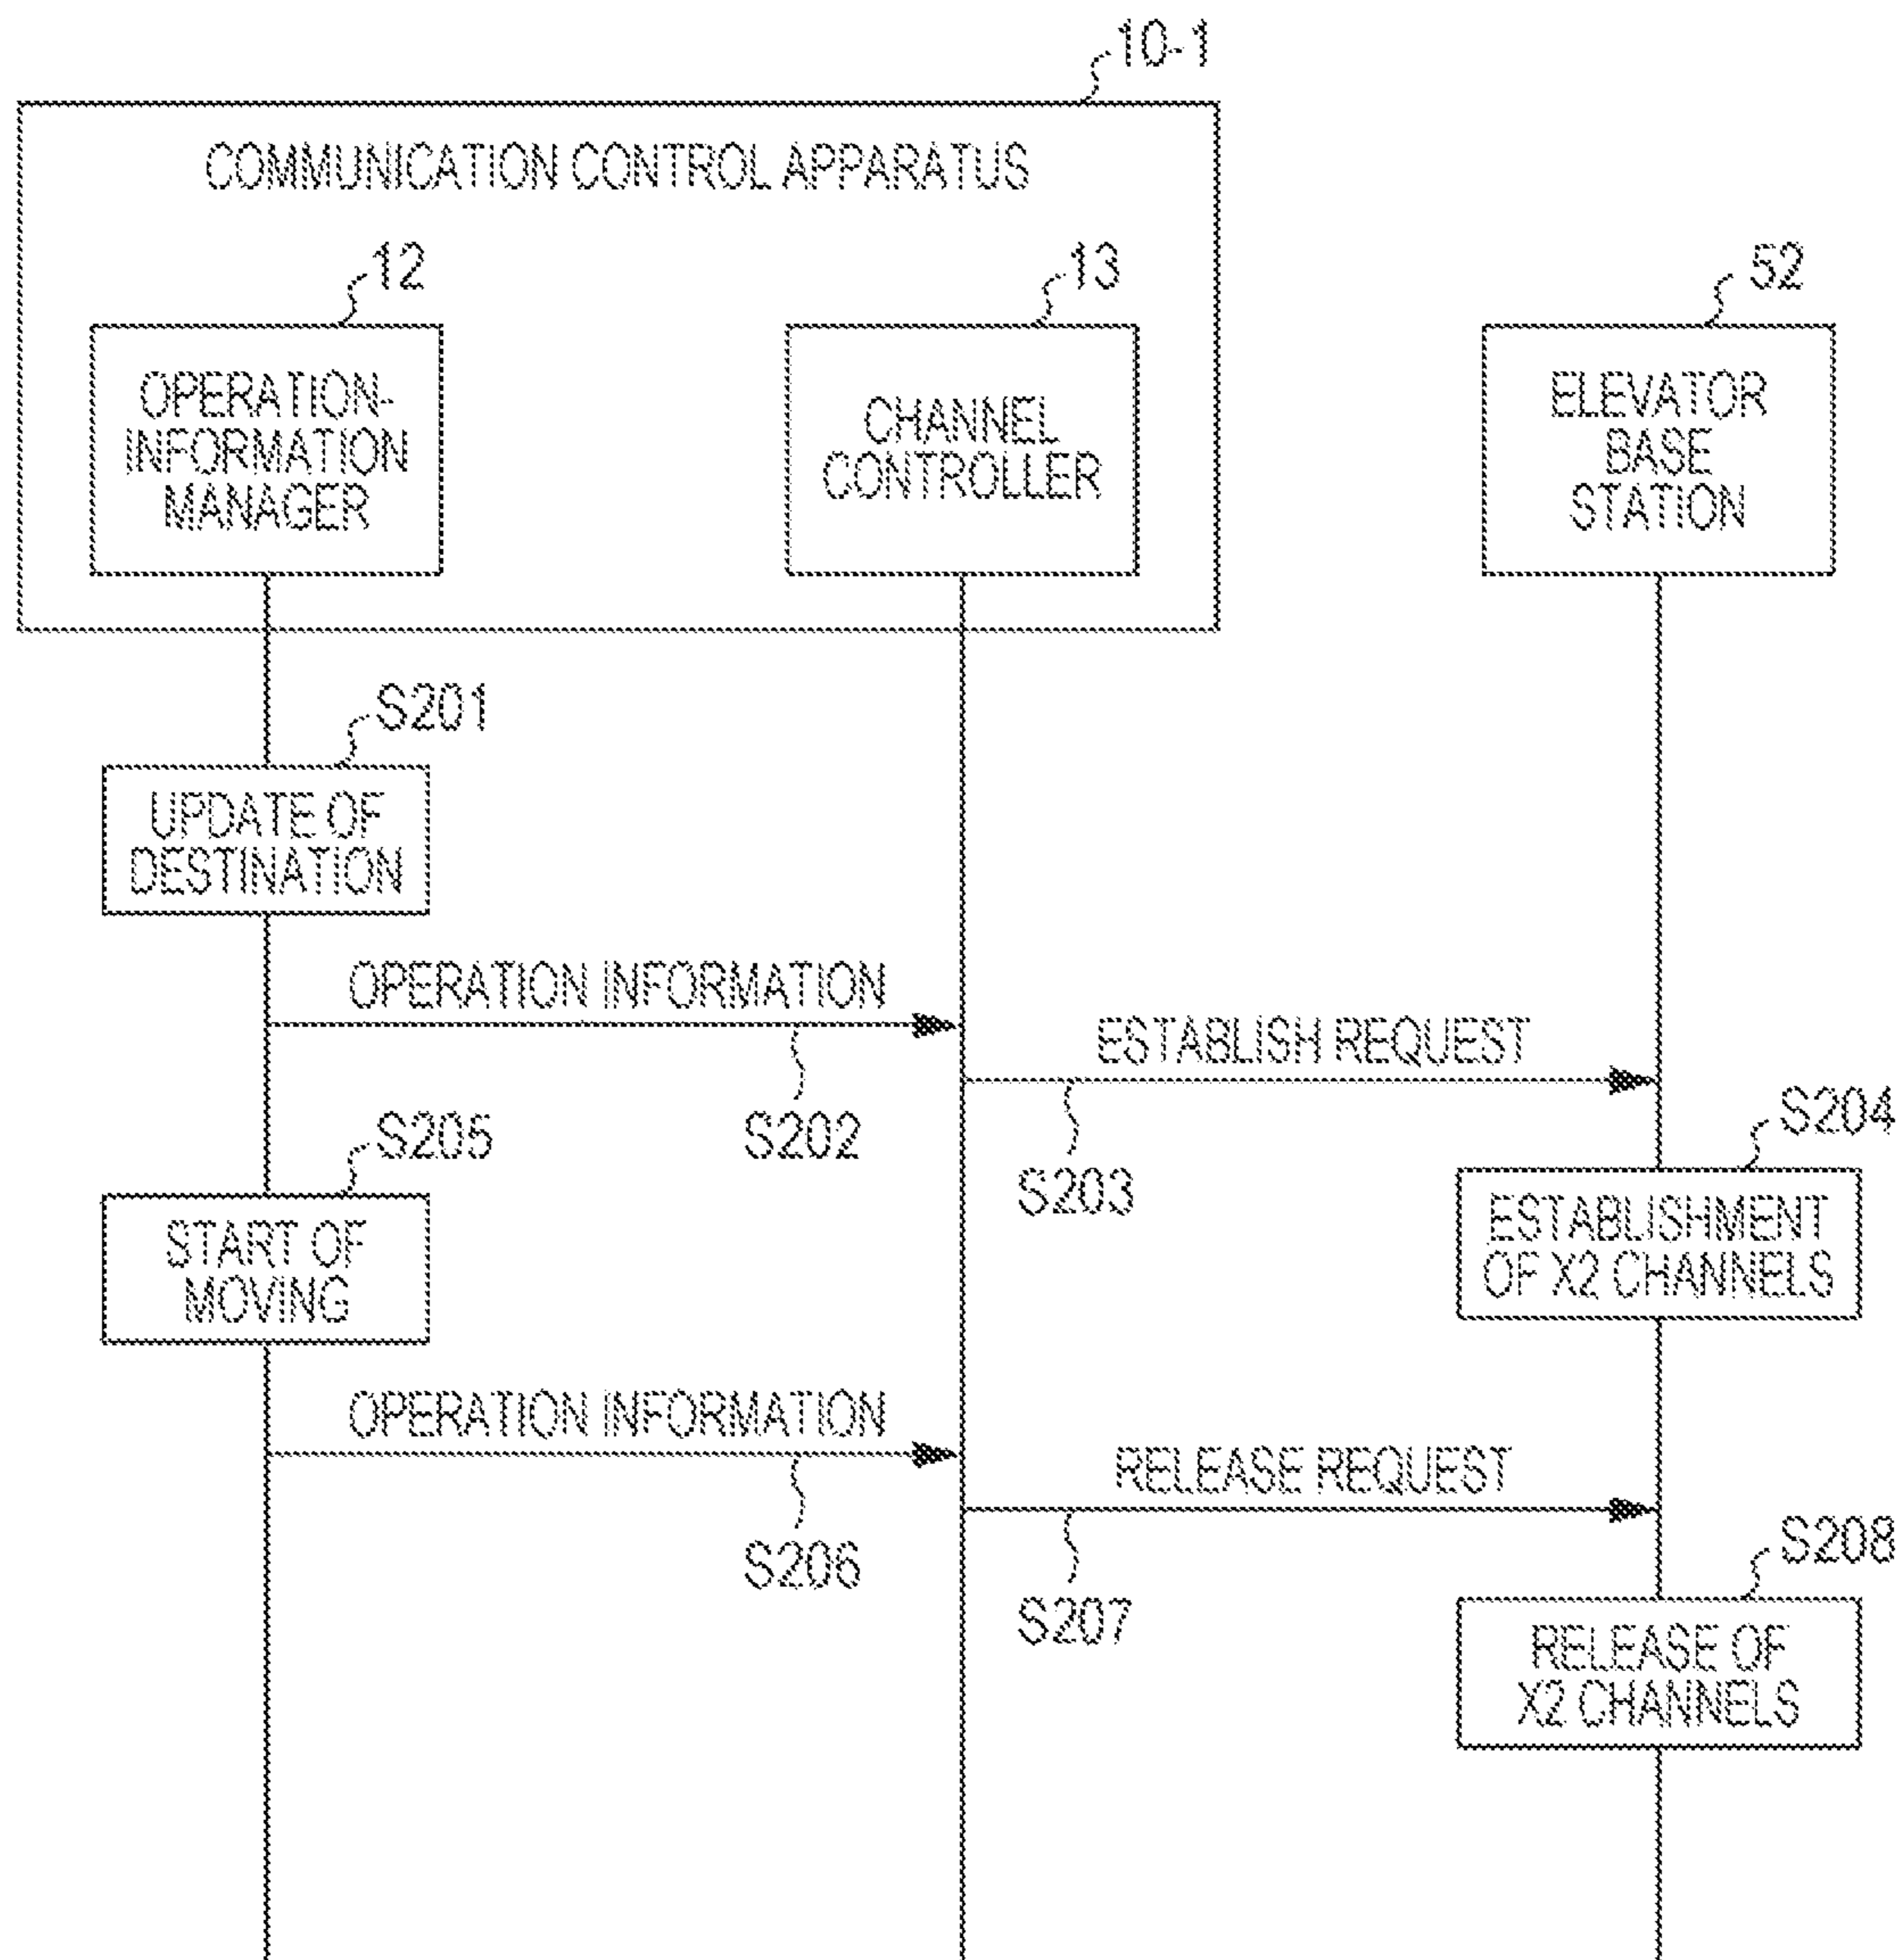 10-1
COMMUNICATION CONTROL APPARATUS
12
13
52
OPERATION-
INFORMATION
MANAGER
CHANNEL
CONTROLLER
ELEVATOR
BASE
STATION
S201
UPDATE OF
DESTINATION
OPERATION INFORMATION
S202
ESTABLISH REQUEST
S203
S204
ESTABLISHMENT
OF X2 CHANNELS
S205
START OF
MOVING
OPERATION INFORMATION
S206
RELEASE REQUEST
S207
S208
RELEASE OF
X2 CHANNELS